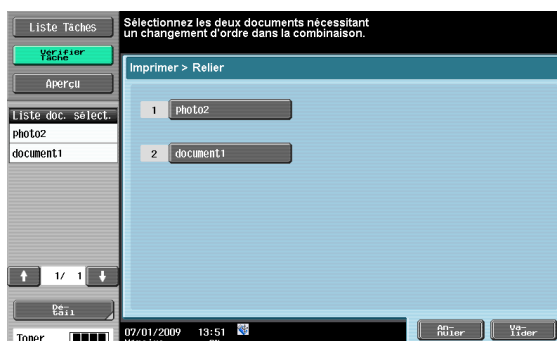 Liste Tâches
Sélectionnez les deux documents nécessitant
un changement d'ordre dans la combinaison.
Vérifier
Tâche
Aperçu
Imprimer > Relier
Liste doc. sélect.
photo2
document1
1 photo2
2 document1
1/ 1
Dé-
tail
Toner
07/01/2009 13:51
An-
nuler
Va-
lider